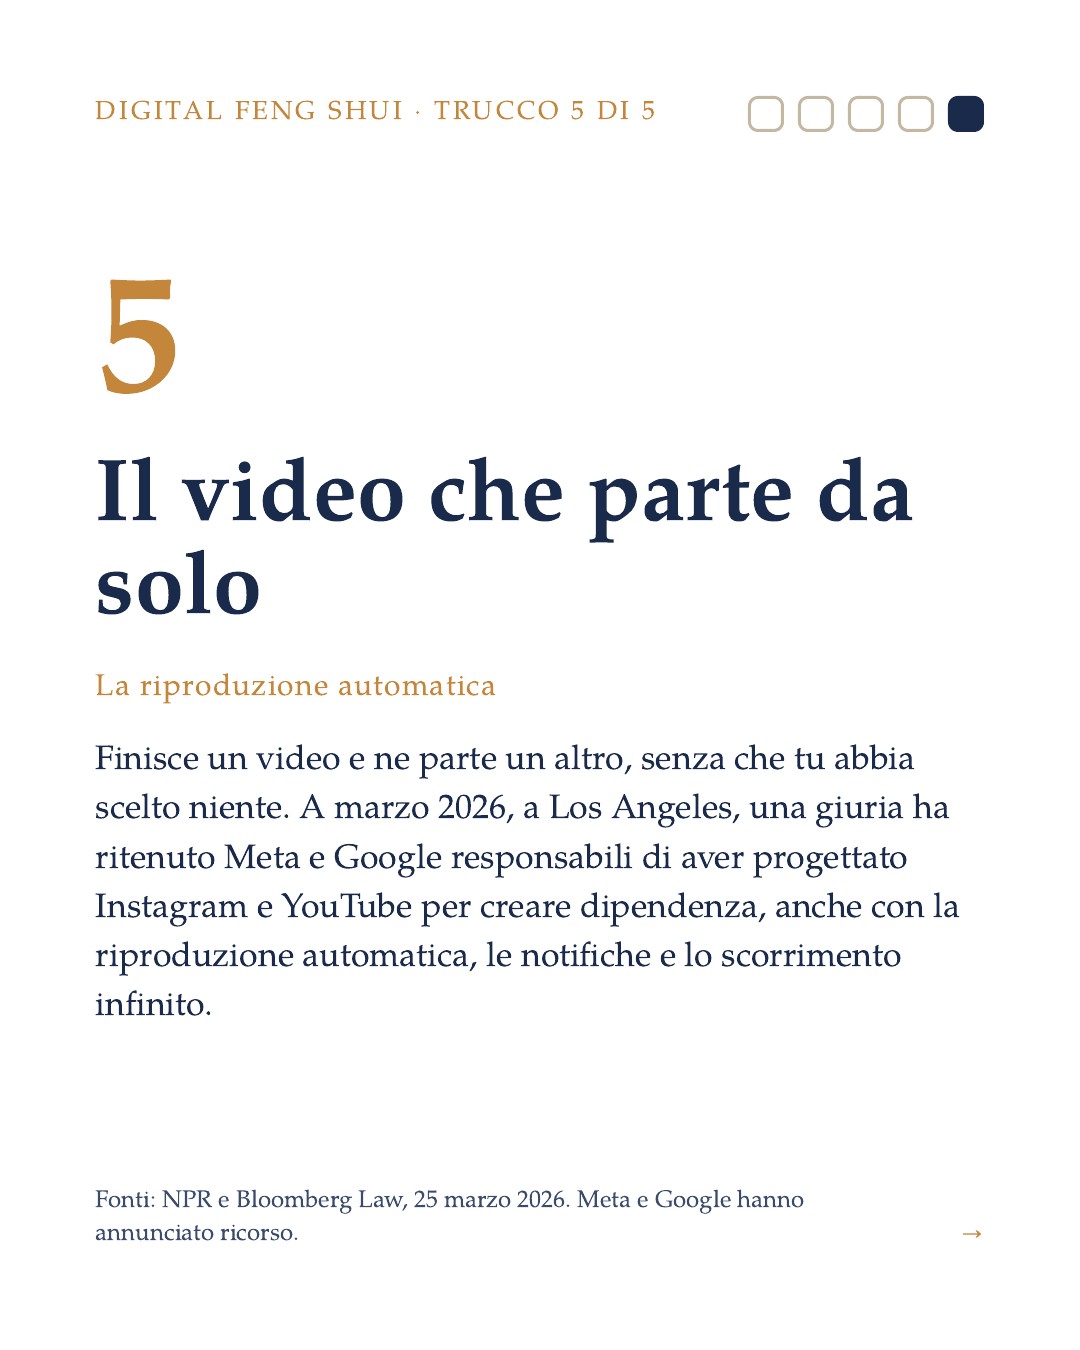 DIGITAL FENG SHUI · TRUCCO 5 DI 5
5
Il video che parte da
solo
La riproduzione automatica
Finisce un video e ne parte un altro, senza che tu abbia
scelto niente. A marzo 2026, a Los Angeles, una giuria ha
ritenuto Meta e Google responsabili di aver progettato
Instagram e YouTube per creare dipendenza, anche con la
riproduzione automatica, le notifiche e lo scorrimento
infinito.
Fonti: NPR e Bloomberg Law, 25 marzo 2026. Meta e Google hanno
annunciato ricorso.
→